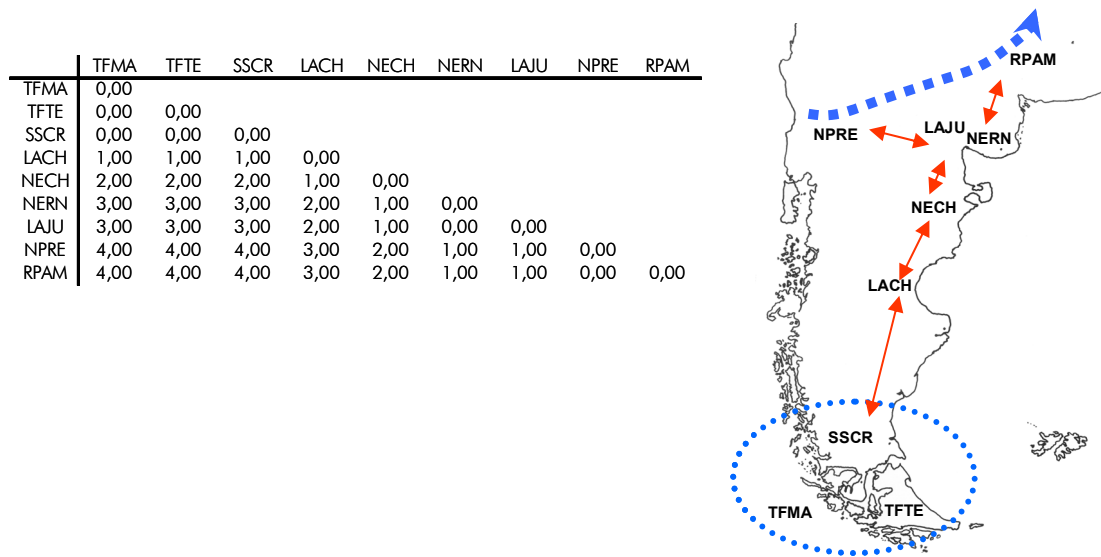 TFMA TFTE SSCR LACH NECH NERN LAJU NPRE RPAM
TFMA 0,00
TFTE 0,00 0,00
SSCR 0,00 0,00 0,00
LACH 1,00 1,00 1,00 0,00
NECH 2,00 2,00 2,00 1,00 0,00
NERN 3,00 3,00 3,00 2,00 1,00 0,00
LAJU 3,00 3,00 3,00 2,00 1,00 0,00 0,00
NPRE 4,00 4,00 4,00 3,00 2,00 1,00 1,00 0,00
RPAM 4,00 4,00 4,00 3,00 2,00 1,00 1,00 0,00 0,00
RPAM
NPRE
LAJU
NERN
NECH
LACH
SSCR
TFMA
TFTE